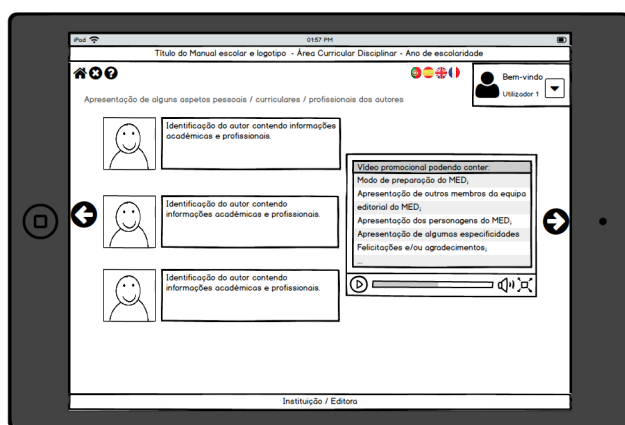 iPad
01:57 PM
Título do Manual escolar e logotipo - Área Curricular Disciplinar - Ano de escolaridade
Bem-vindo
Utilizador 1
Apresentação de alguns aspetos pessoais / curriculares / profissionais dos autores
Identificação do autor contendo informações
académicas e profissionais.
Identificação do autor contendo
informações académicas e profissionais.
Identificação do autor contendo
informações académicas e profissionais.
Vídeo promocional podendo conter:
Modo de preparação do MED;
Apresentação de outros membros da equipa
editorial do MED;
Apresentação dos personagens do MED;
Apresentação de algumas especificidades
Felicitações e/ou agradecimentos;
...
Instituição / Editora